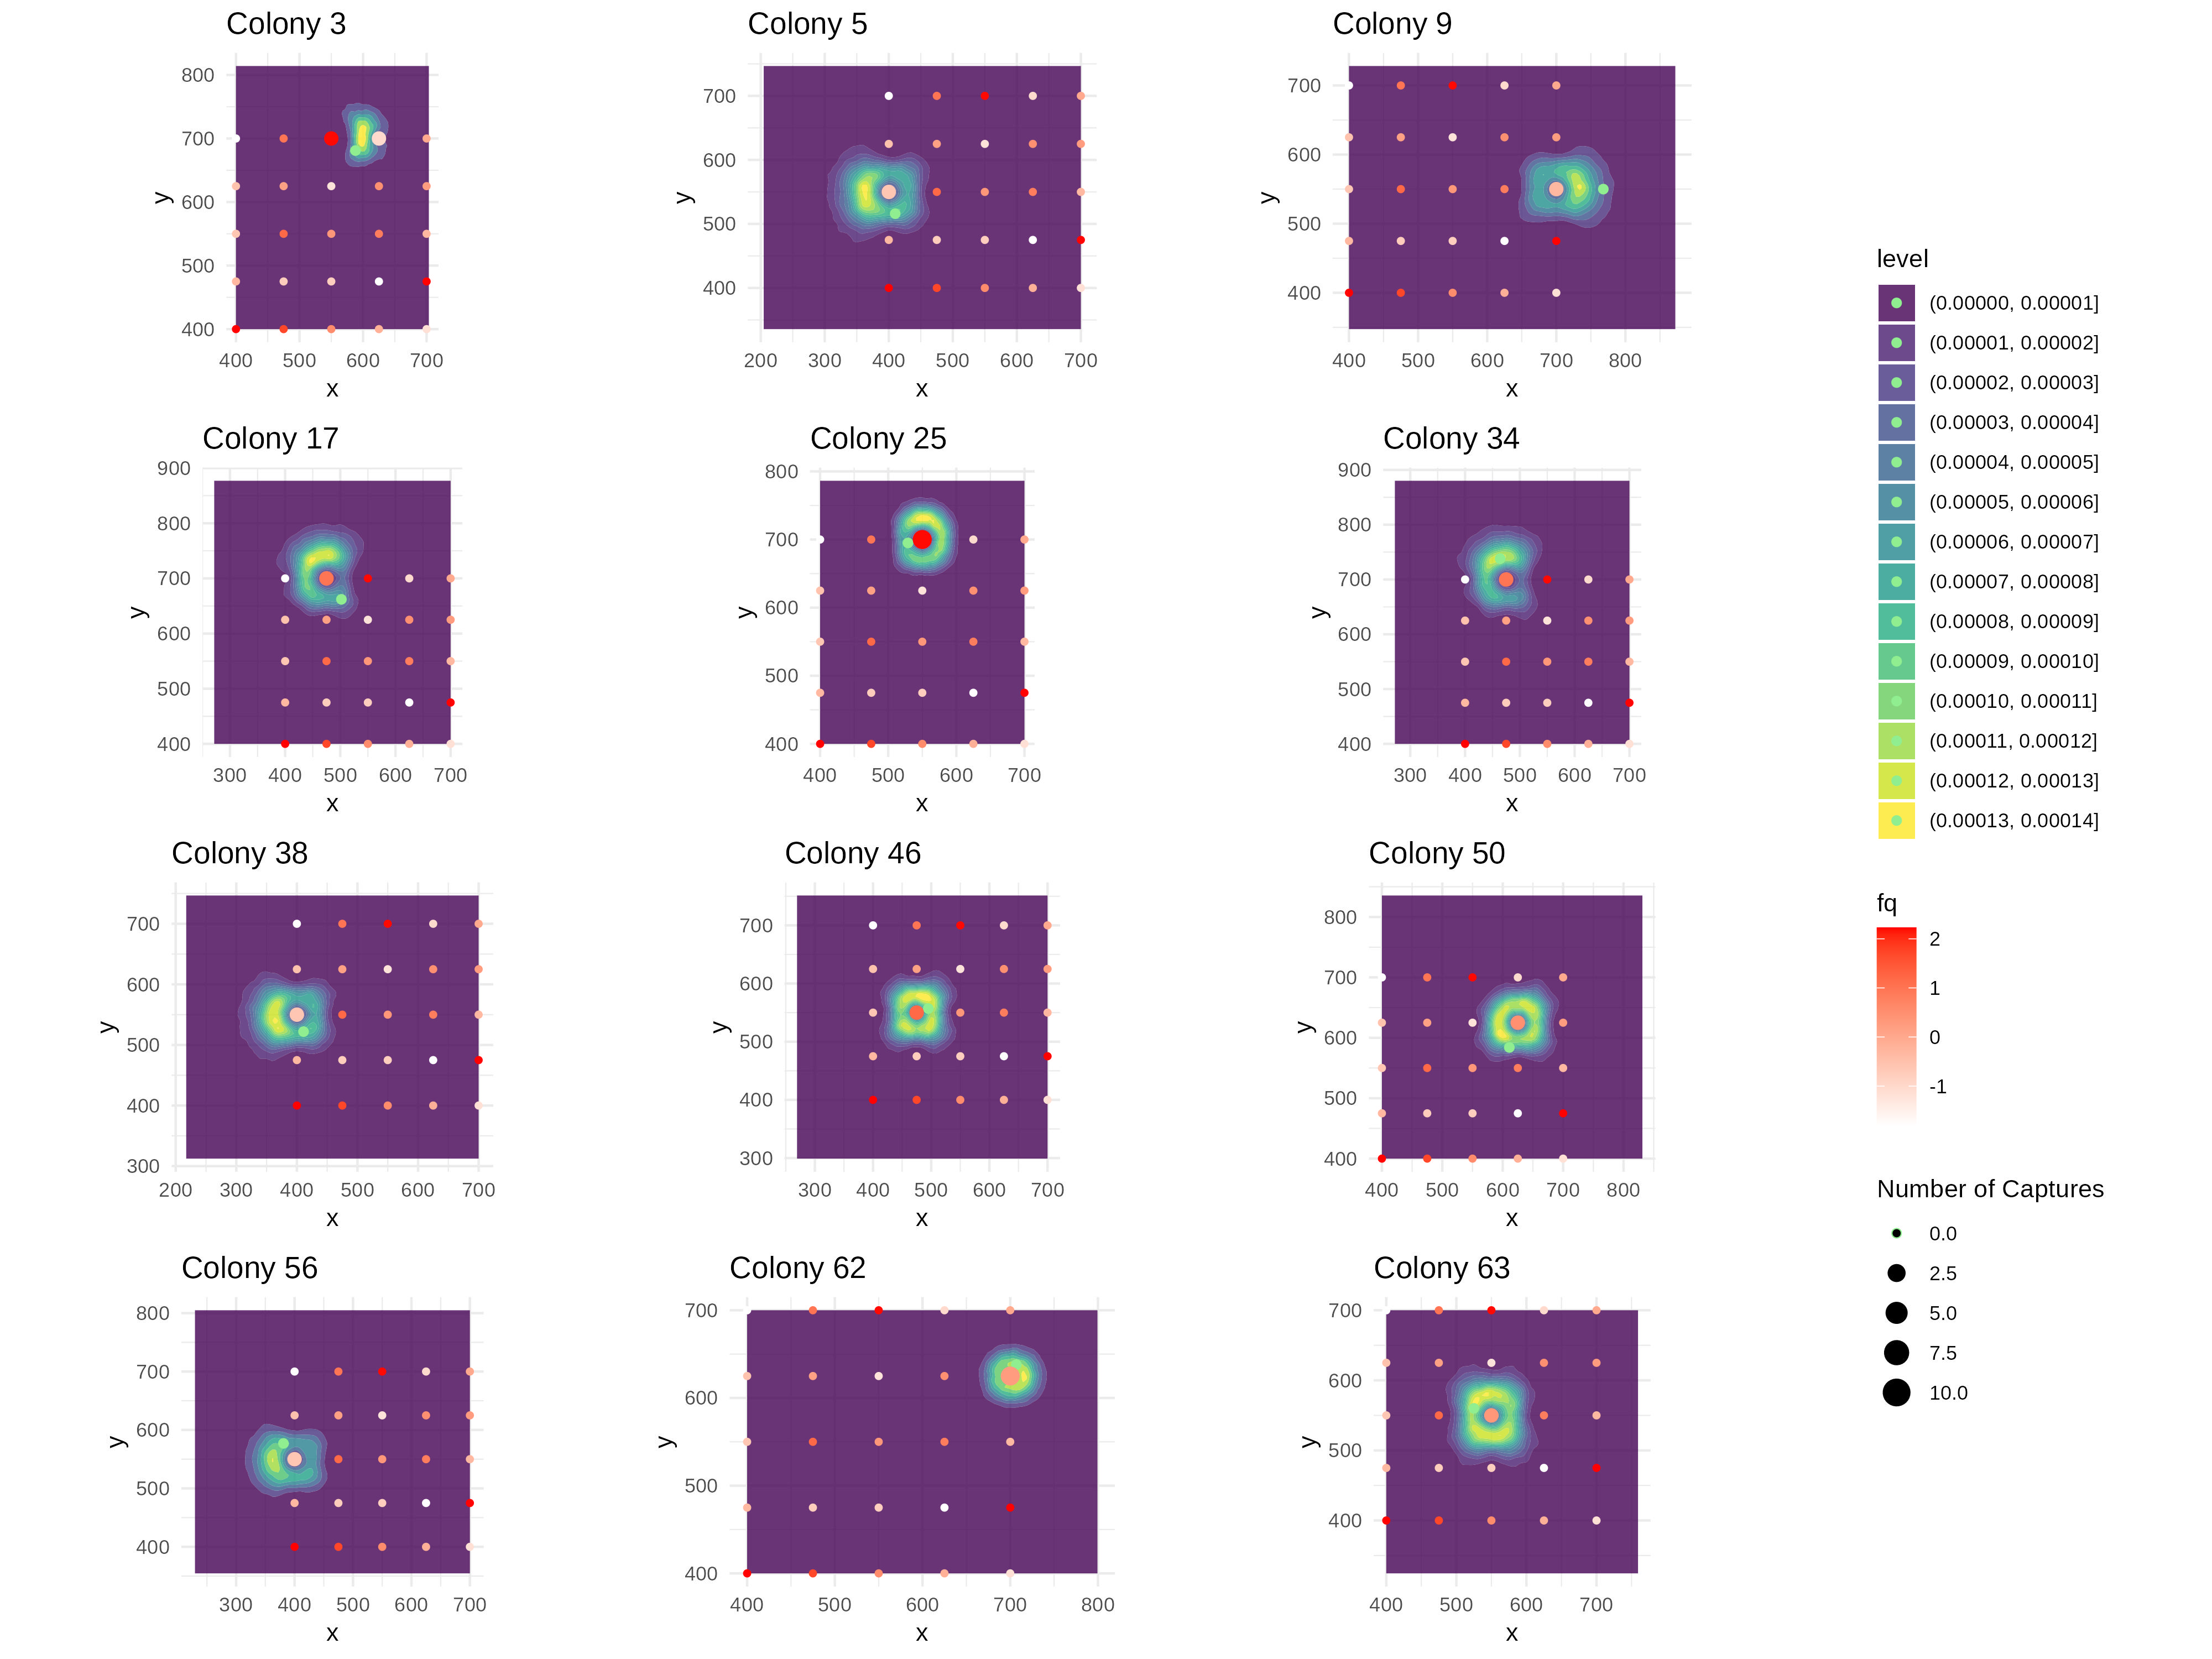 Colony 3
800
700
600
500
400
y
400 500 600 700
x
Colony 5
700
600
500
400
y
200 300 400 500 600 700
x
Colony 9
700
600
500
400
y
400 500 600 700 800
x
Colony 17
900
800
700
600
500
400
y
300 400 500 600 700
x
Colony 25
800
700
600
500
400
y
400 500 600 700
x
Colony 34
900
800
700
600
500
400
y
300 400 500 600 700
x
Colony 38
700
600
500
400
300
y
200 300 400 500 600 700
x
Colony 46
700
600
500
400
300
y
300 400 500 600 700
x
Colony 50
800
700
600
500
400
y
400 500 600 700 800
x
Colony 56
800
700
600
500
400
y
300 400 500 600 700
x
Colony 62
700
600
500
400
y
400 500 600 700 800
x
Colony 63
700
600
500
400
y
400 500 600 700
x
level
(0.00000, 0.00001]
(0.00001, 0.00002]
(0.00002, 0.00003]
(0.00003, 0.00004]
(0.00004, 0.00005]
(0.00005, 0.00006]
(0.00006, 0.00007]
(0.00007, 0.00008]
(0.00008, 0.00009]
(0.00009, 0.00010]
(0.00010, 0.00011]
(0.00011, 0.00012]
(0.00012, 0.00013]
(0.00013, 0.00014]
fq
2
1
0
-1
Number of Captures
0.0
2.5
5.0
7.5
10.0